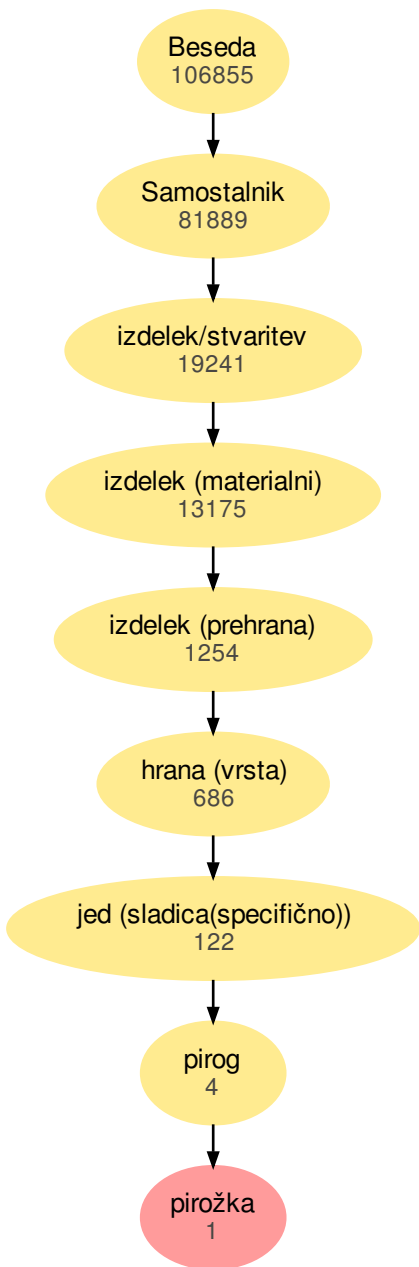 Beseda
106855
Samostalnik
81889
izdelek/stvaritev
19241
izdelek (materialni)
13175
izdelek (prehrana)
1254
hrana (vrsta)
686
jed (sladica(specifično))
122
pirog
4
pirožka
1